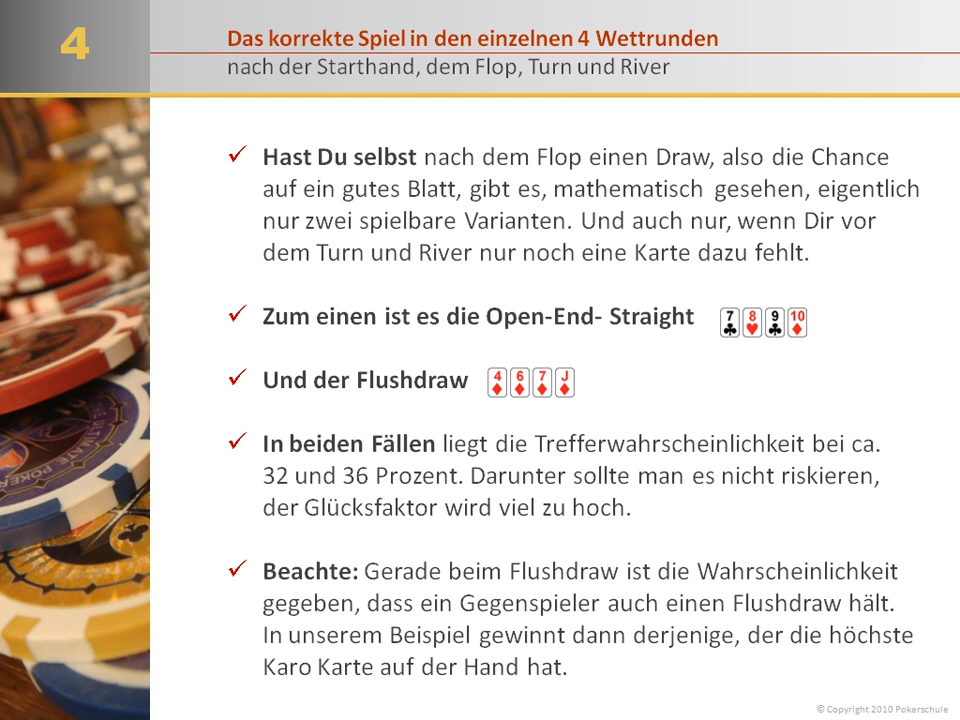 4
Das korrekte Spiel in den einzelnen 4 Wettrunden
nach der Starthand, dem Flop, Turn und River
Hast Du selbst nach dem Flop einen Draw, also die Chance
auf ein gutes Blatt, gibt es, mathematisch gesehen, eigentlich
nur zwei spielbare Varianten. Und auch nur, wenn Dir vor
dem Turn und River nur noch eine Karte dazu fehlt.
Zum einen ist es die Open-End- Straight 7 8 9 10
Und der Flushdraw 4 6 7 J
In beiden Fällen liegt die Trefferwahrscheinlichkeit bei ca.
32 und 36 Prozent. Darunter sollte man es nicht riskieren,
der Glücksfaktor wird viel zu hoch.
Beachte: Gerade beim Flushdraw ist die Wahrscheinlichkeit
gegeben, dass ein Gegenspieler auch einen Flushdraw hält.
In unserem Beispiel gewinnt dann derjenige, der die höchste
Karo Karte auf der Hand hat.
© Copyright 2010 Pokerschule